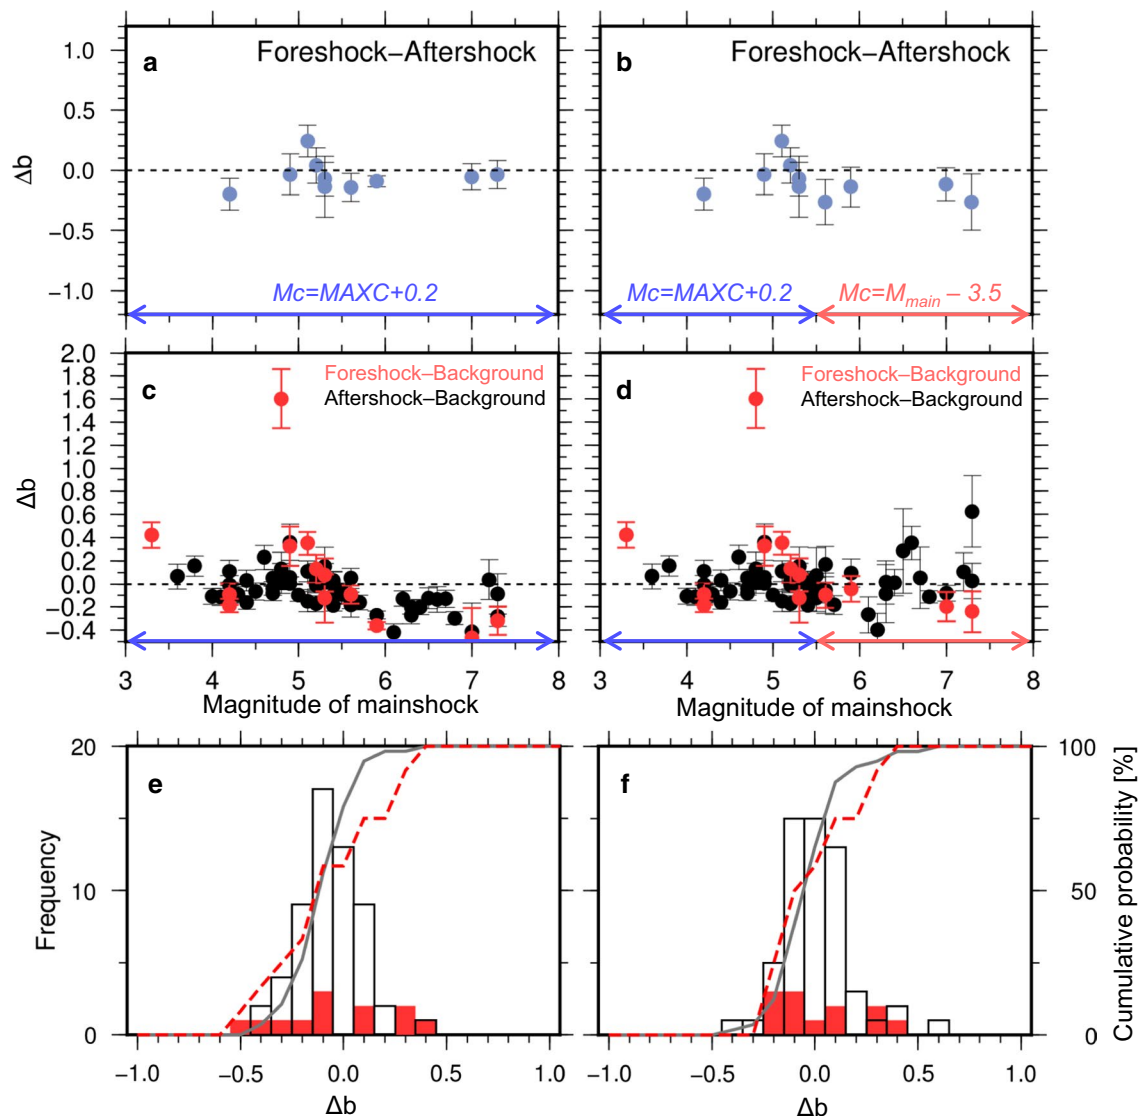 a
Foreshock–Aftershock
b
Foreshock–Aftershock
1.0
0.5
0.0
−0.5
−1.0
Δb
Mc=MAXC+0.2
Mc=MAXC+0.2
Mc=Mmain – 3.5
2.0
1.8
1.6
1.4
1.2
1.0
0.8
0.6
0.4
0.2
0.0
−0.2
−0.4
Δb
c
Foreshock–Background
Aftershock–Background
d
Foreshock–Background
Aftershock–Background
3 4 5 6 7 8
Magnitude of mainshock
3 4 5 6 7 8
Magnitude of mainshock
20
10
0
Frequency
e
f
100
50
0
Cumulative probability [%]
−1.0 −0.5 0.0 0.5 1.0
Δb
−1.0 −0.5 0.0 0.5 1.0
Δb